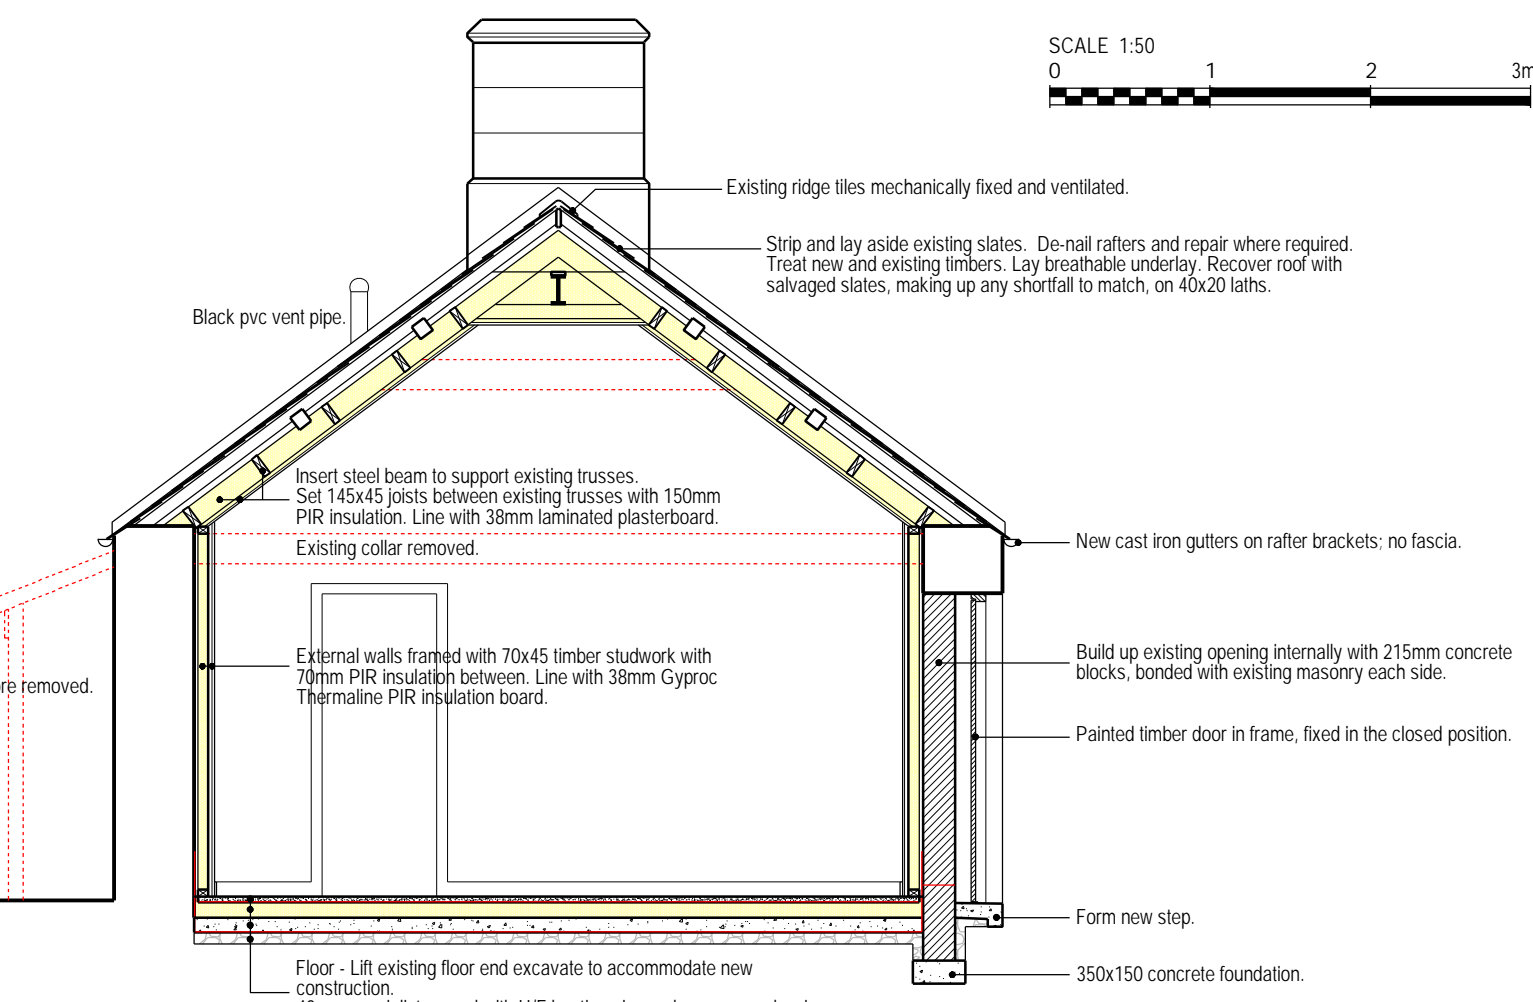 SCALE 1:50
0 1 2 3m
Existing ridge tiles mechanically fixed and ventilated.
Strip and lay aside existing slates. De-nail rafters and repair where required.
Treat new and existing timbers. Lay breathable underlay. Recover roof with
salvaged slates, making up any shortfall to match, on 40x20 laths.
Black pvc vent pipe.
Insert steel beam to support existing trusses.
Set 145x45 joists between existing trusses with 150mm
PIR insulation. Line with 38mm laminated plasterboard.
Existing collar removed.
New cast iron gutters on rafter brackets; no fascia.
External walls framed with 70x45 timber studwork with
70mm PIR insulation between. Line with 38mm Gyproc
Thermaline PIR insulation board.
Build up existing opening internally with 215mm concrete
blocks, bonded with existing masonry each side.
re removed.
Painted timber door in frame, fixed in the closed position.
Form new step.
350x150 concrete foundation.
Floor - Lift existing floor end excavate to accommodate new
construction.